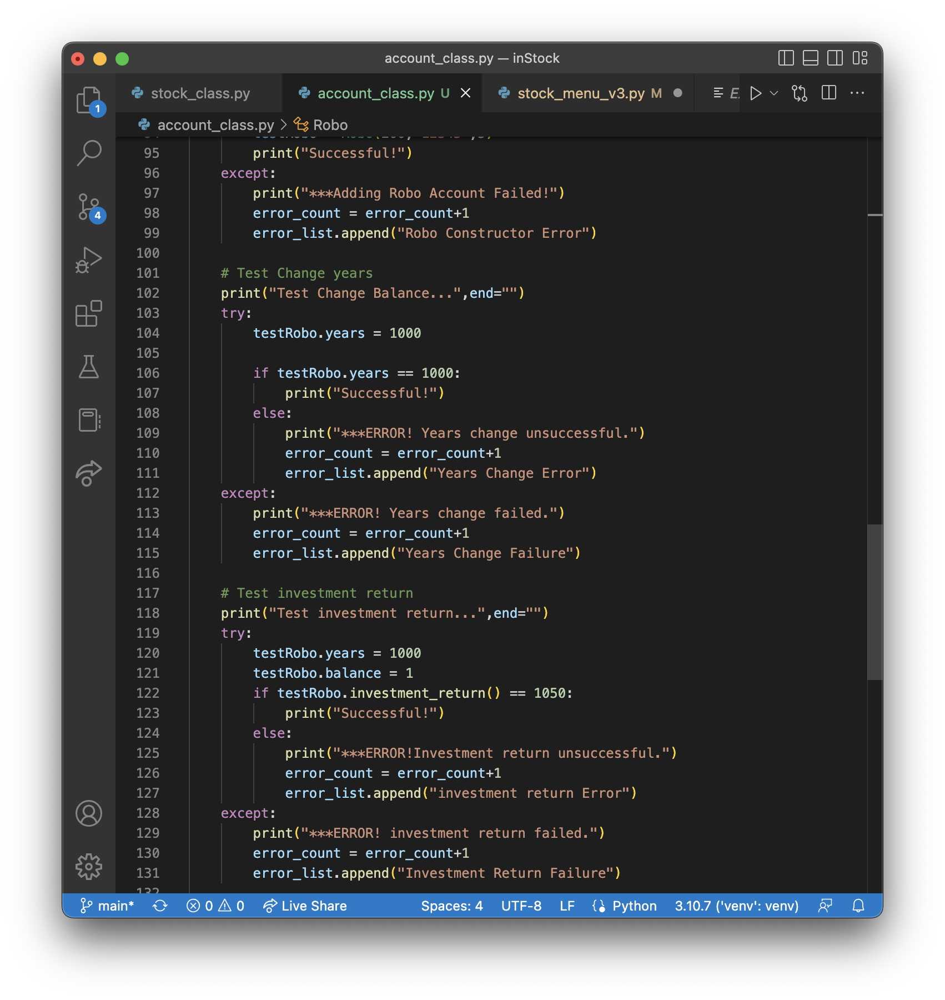 account_class.py — inStock
stock_class.py
account_class.py U
stock_menu_v3.py M
account_class.py > Robo
95 print("Successful!")
96 except:
97 print("***Adding Robo Account Failed!")
98 error_count = error_count+1
99 error_list.append("Robo Constructor Error")
100
101 # Test Change years
102 print("Test Change Balance...",end="")
103 try:
104 testRobo.years = 1000
105
106 if testRobo.years == 1000:
107 print("Successful!")
108 else:
109 print("***ERROR! Years change unsuccessful.")
110 error_count = error_count+1
111 error_list.append("Years Change Error")
112 except:
113 print("***ERROR! Years change failed.")
114 error_count = error_count+1
115 error_list.append("Years Change Failure")
116
117 # Test investment return
118 print("Test investment return...",end="")
119 try:
120 testRobo.years = 1000
121 testRobo.balance = 1
122 if testRobo.investment_return() == 1050:
123 print("Successful!")
124 else:
125 print("***ERROR!Investment return unsuccessful.")
126 error_count = error_count+1
127 error_list.append("investment return Error")
128 except:
129 print("***ERROR! investment return failed.")
130 error_count = error_count+1
131 error_list.append("Investment Return Failure")
132
1
4
main* 0 0 Live Share Spaces: 4 UTF-8 LF Python 3.10.7 ('venv': venv)